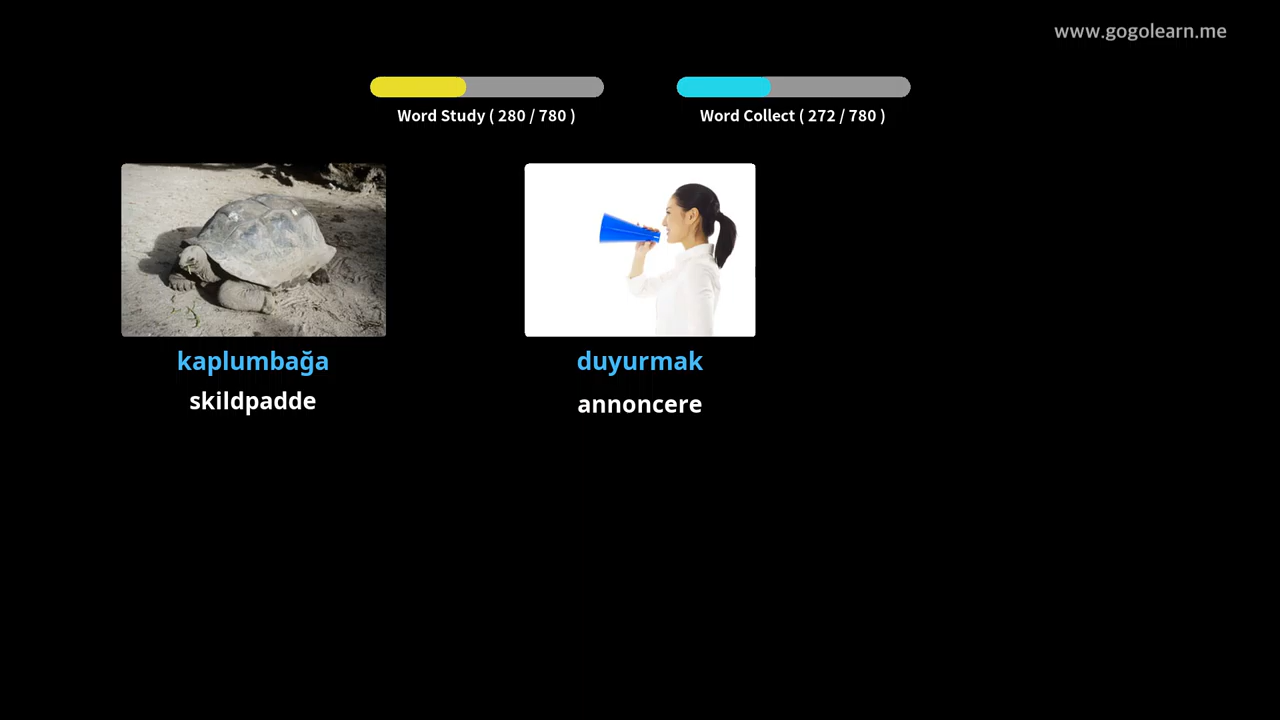 www.gogolearn.me
Word Study ( 280 / 780 )
Word Collect ( 272 / 780 )
kaplumbağa
skildpadde
duyurmak
annoncere